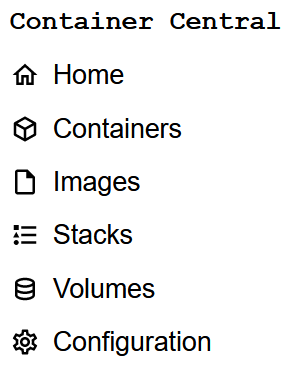 Container Central
Home
Containers
Images
Stacks
Volumes
Configuration